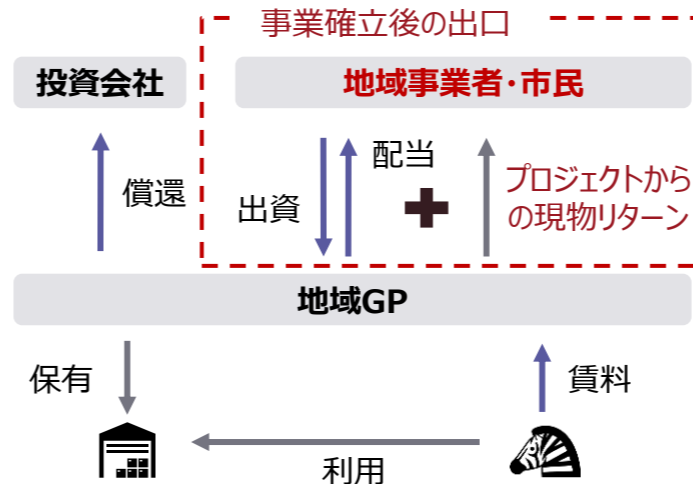 事業確立後の出口
投資会社
地域事業者・市民
償還
出資
配当
プロジェクトから
の現物リターン
地域GP
保有
賃料
利用